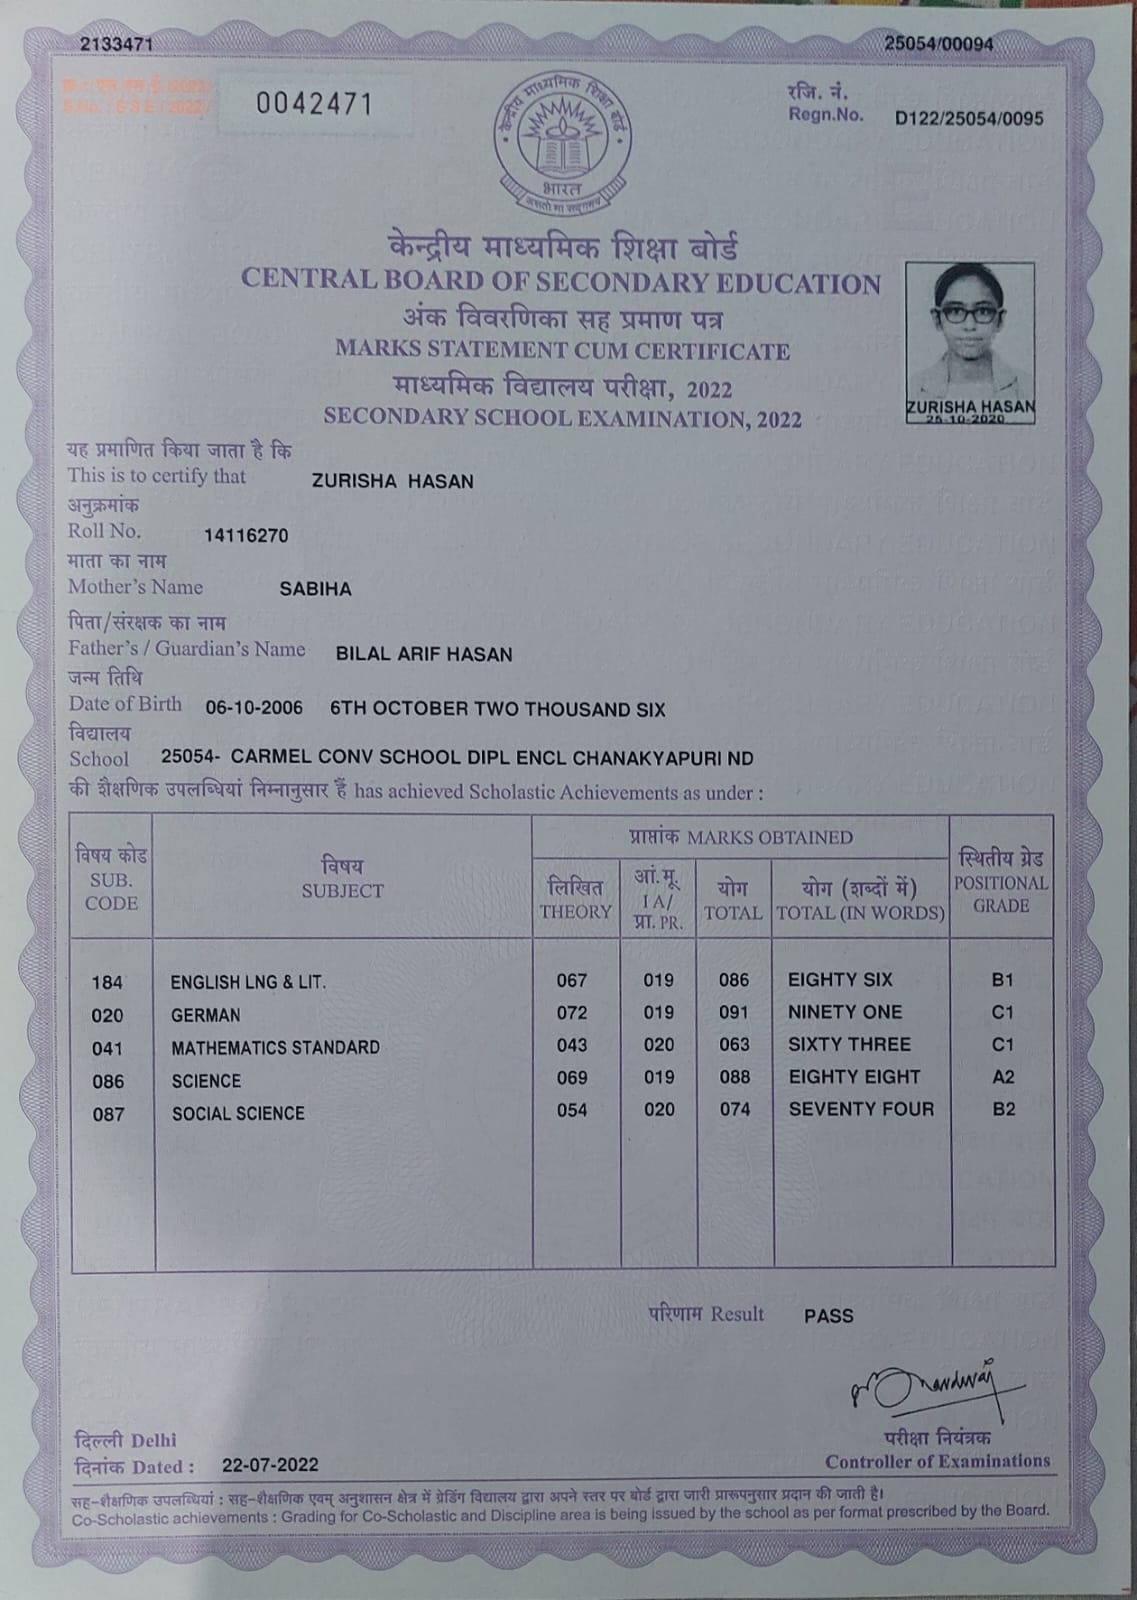 2133471
25054/00094
0042471
रजि. नं.
Regn.No. D122/25054/0095
केन्द्रीय माध्यमिक शिक्षा बोर्ड
भारत
असतो मा सद्गमय
केन्द्रीय माध्यमिक शिक्षा बोर्ड
CENTRAL BOARD OF SECONDARY EDUCATION
अंक विवरणिका सह प्रमाण पत्र
MARKS STATEMENT CUM CERTIFICATE
माध्यमिक विद्यालय परीक्षा, 2022
SECONDARY SCHOOL EXAMINATION, 2022
ZURISHA HASAN
25-10-2020
यह प्रमाणित किया जाता है कि
This is to certify that ZURISHA HASAN
अनुक्रमांक
Roll No. 14116270
माता का नाम
Mother's Name SABIHA
पिता/संरक्षक का नाम
Father's / Guardian's Name BILAL ARIF HASAN
जन्म तिथि
Date of Birth 06-10-2006 6TH OCTOBER TWO THOUSAND SIX
विद्यालय
School 25054- CARMEL CONV SCHOOL DIPL ENCL CHANAKYAPURI ND
की शैक्षणिक उपलब्धियां निम्नानुसार हैं has achieved Scholastic Achievements as under :
विषय कोड SUB. CODE
विषय SUBJECT
प्राप्तांक MARKS OBTAINED
लिखित THEORY
आं.मू. I A/ प्रा. PR.
योग TOTAL
योग (शब्दों में) TOTAL (IN WORDS)
स्थितीय ग्रेड POSITIONAL GRADE
184 ENGLISH LNG & LIT. 067 019 086 EIGHTY SIX B1
020 GERMAN 072 019 091 NINETY ONE C1
041 MATHEMATICS STANDARD 043 020 063 SIXTY THREE C1
086 SCIENCE 069 019 088 EIGHTY EIGHT A2
087 SOCIAL SCIENCE 054 020 074 SEVENTY FOUR B2
परिणाम Result PASS
दिल्ली Delhi
दिनांक Dated : 22-07-2022
परीक्षा नियंत्रक
Controller of Examinations
सह-शैक्षणिक उपलब्धियां : सह-शैक्षणिक एवम् अनुशासन क्षेत्र में ग्रेडिंग विद्यालय द्वारा अपने स्तर पर बोर्ड द्वारा जारी प्रारूपनुसार प्रदान की जाती है।
Co-Scholastic achievements : Grading for Co-Scholastic and Discipline area is being issued by the school as per format prescribed by the Board.